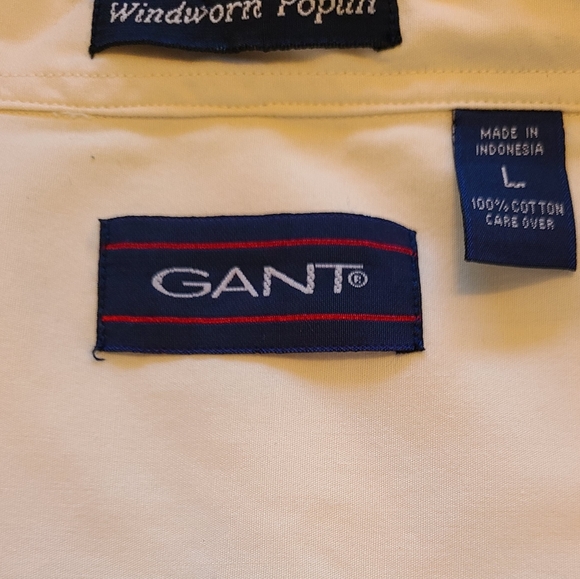 Windworn Poplin
MADE IN
INDONESIA
L
100% COTTON
CARE OVER
GANT®